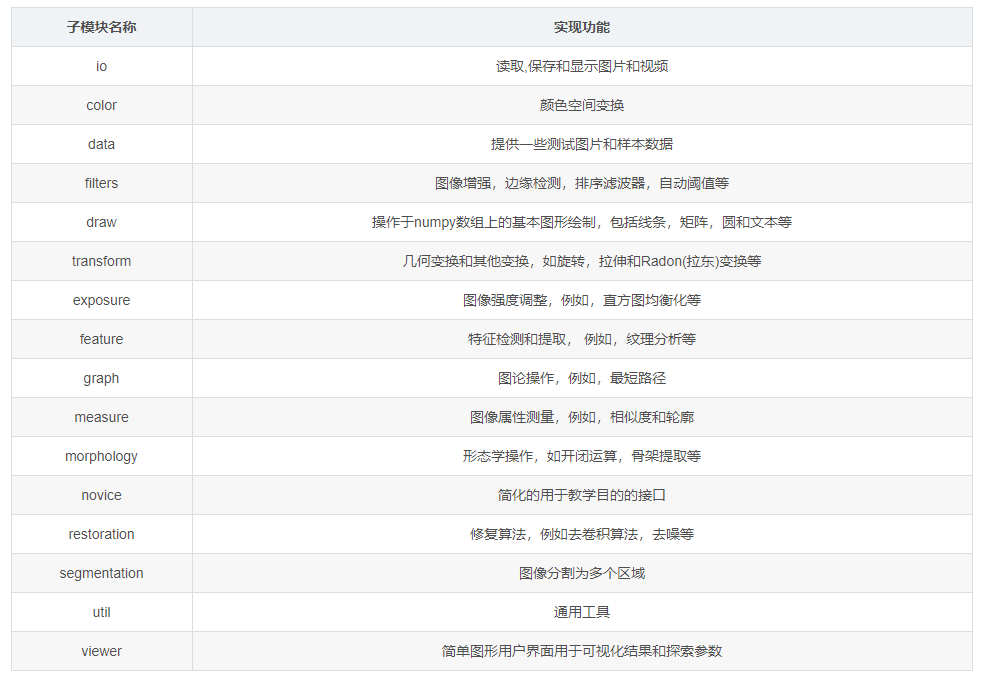 子模块名称 实现功能
io 读取,保存和显示图片和视频
color 颜色空间变换
data 提供一些测试图片和样本数据
filters 图像增强，边缘检测，排序滤波器，自动阈值等
draw 操作于numpy数组上的基本图形绘制，包括线条，矩阵，圆和文本等
transform 几何变换和其他变换，如旋转，拉伸和Radon(拉东)变换等
exposure 图像强度调整，例如，直方图均衡化等
feature 特征检测和提取， 例如，纹理分析等
graph 图论操作，例如，最短路径
measure 图像属性测量，例如，相似度和轮廓
morphology 形态学操作，如开闭运算，骨架提取等
novice 简化的用于教学目的的接口
restoration 修复算法，例如去卷积算法，去噪等
segmentation 图像分割为多个区域
util 通用工具
viewer 简单图形用户界面用于可视化结果和探索参数